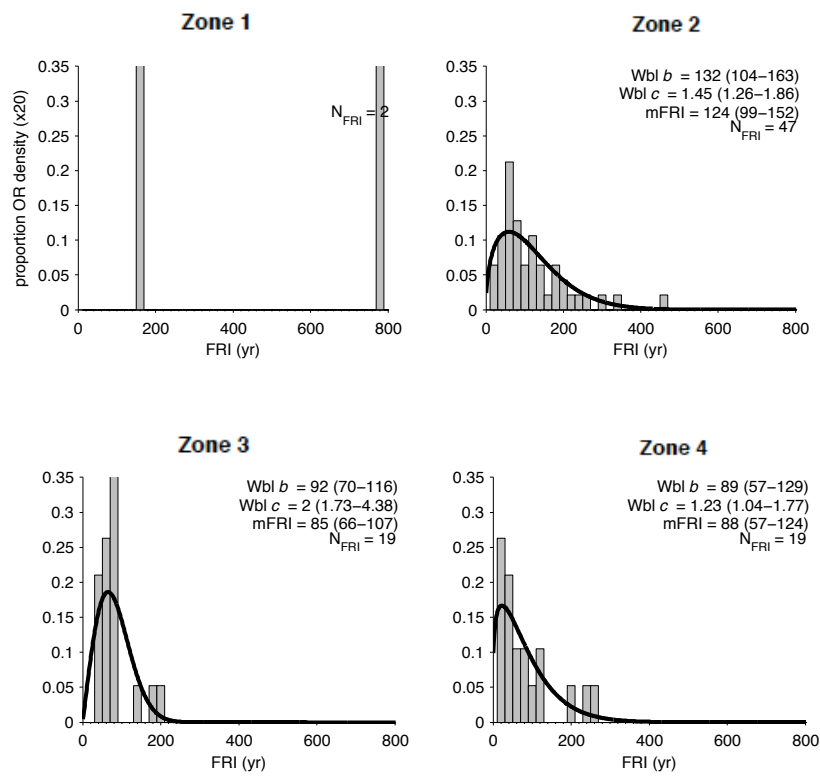 Zone 1
0.35
0.3
0.25
0.2
0.15
0.1
0.05
0
proportion OR density (x20)
N_FRI = 2
0 200 400 600 800
FRI (yr)
Zone 2
0.35
0.3
0.25
0.2
0.15
0.1
0.05
0
Wbl b = 132 (104–163)
Wbl c = 1.45 (1.26–1.86)
mFRI = 124 (99–152)
N_FRI = 47
0 200 400 600 800
FRI (yr)
Zone 3
0.35
0.3
0.25
0.2
0.15
0.1
0.05
0
Wbl b = 92 (70–116)
Wbl c = 2 (1.73–4.38)
mFRI = 85 (66–107)
N_FRI = 19
0 200 400 600 800
FRI (yr)
Zone 4
0.35
0.3
0.25
0.2
0.15
0.1
0.05
0
Wbl b = 89 (57–129)
Wbl c = 1.23 (1.04–1.77)
mFRI = 88 (57–124)
N_FRI = 19
0 200 400 600 800
FRI (yr)